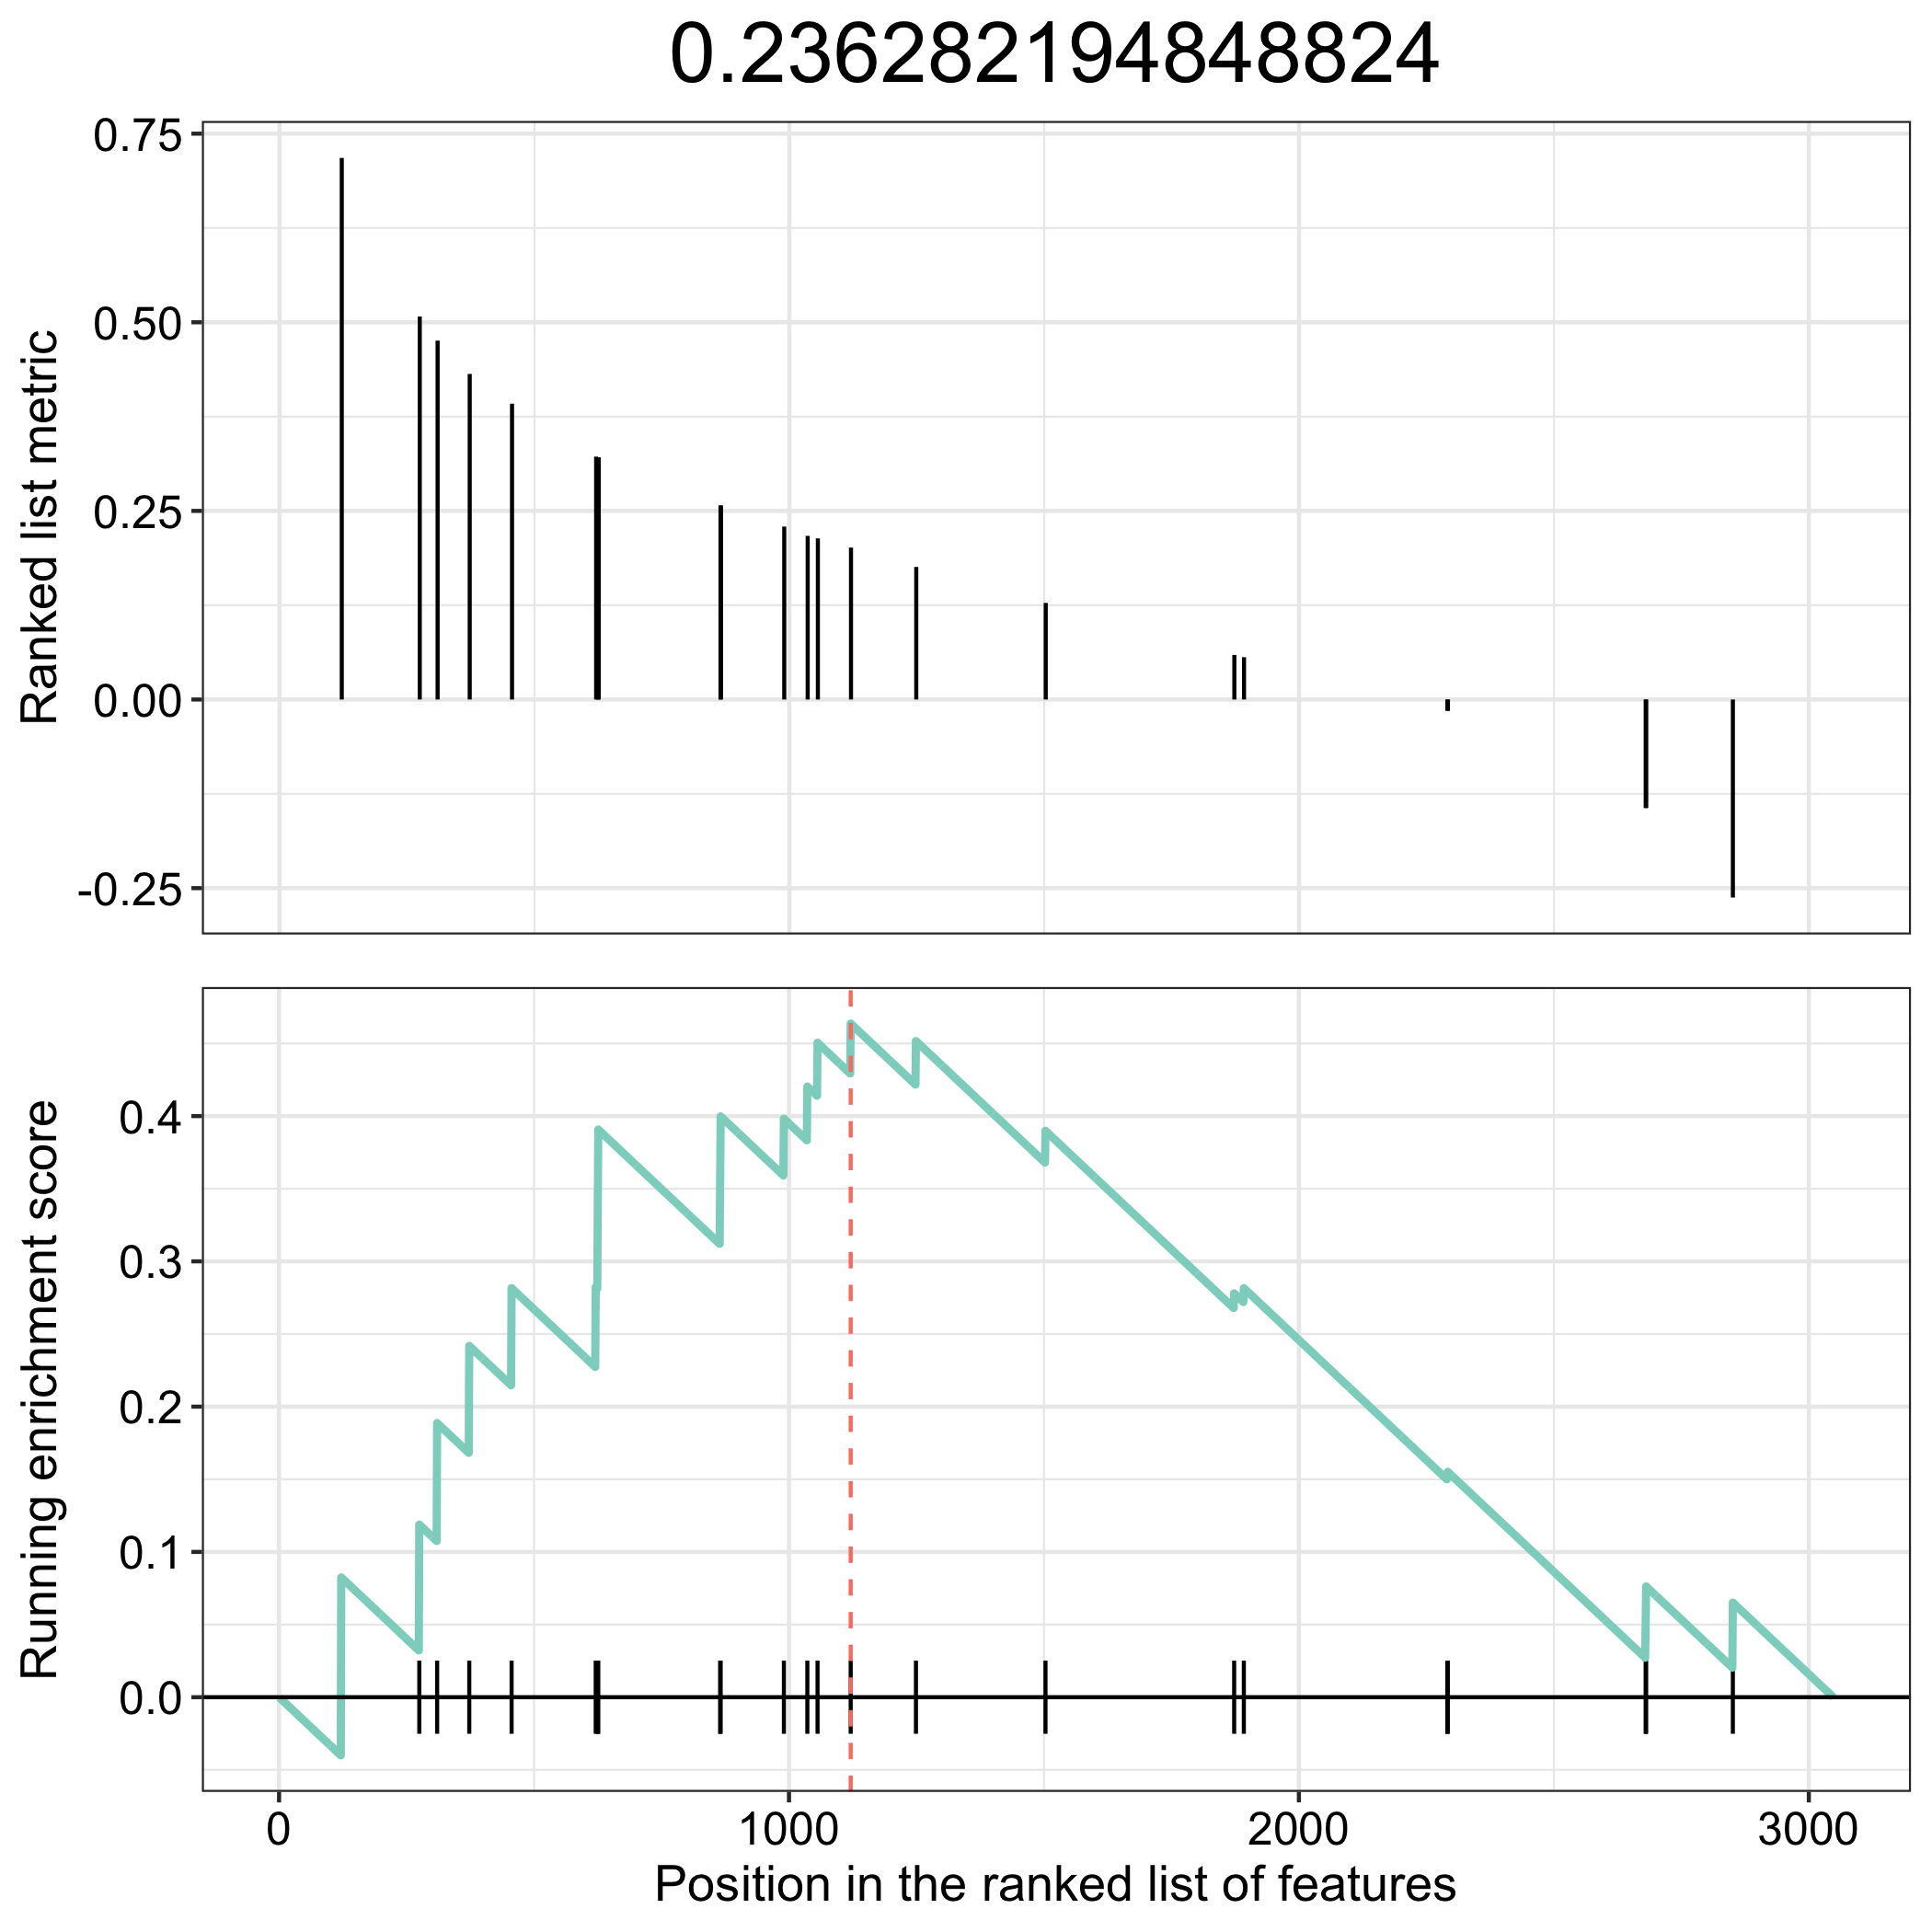 0.236282194848824
Ranked list metric
0.75
0.50
0.25
0.00
-0.25
Running enrichment score
0.4
0.3
0.2
0.1
0.0
0 1000 2000 3000
Position in the ranked list of features